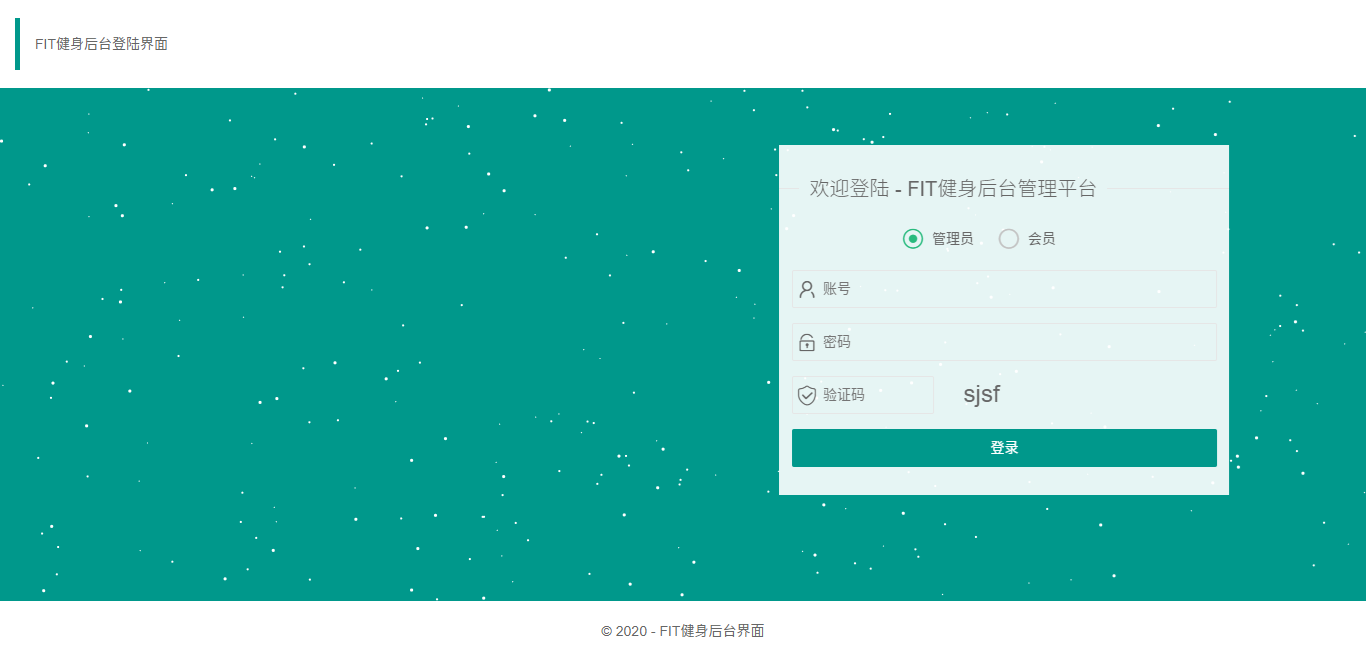 FIT健身后台登陆界面
欢迎登陆 - FIT健身后台管理平台
管理员 会员
账号
密码
验证码 sjsf
登录
© 2020 - FIT健身后台界面